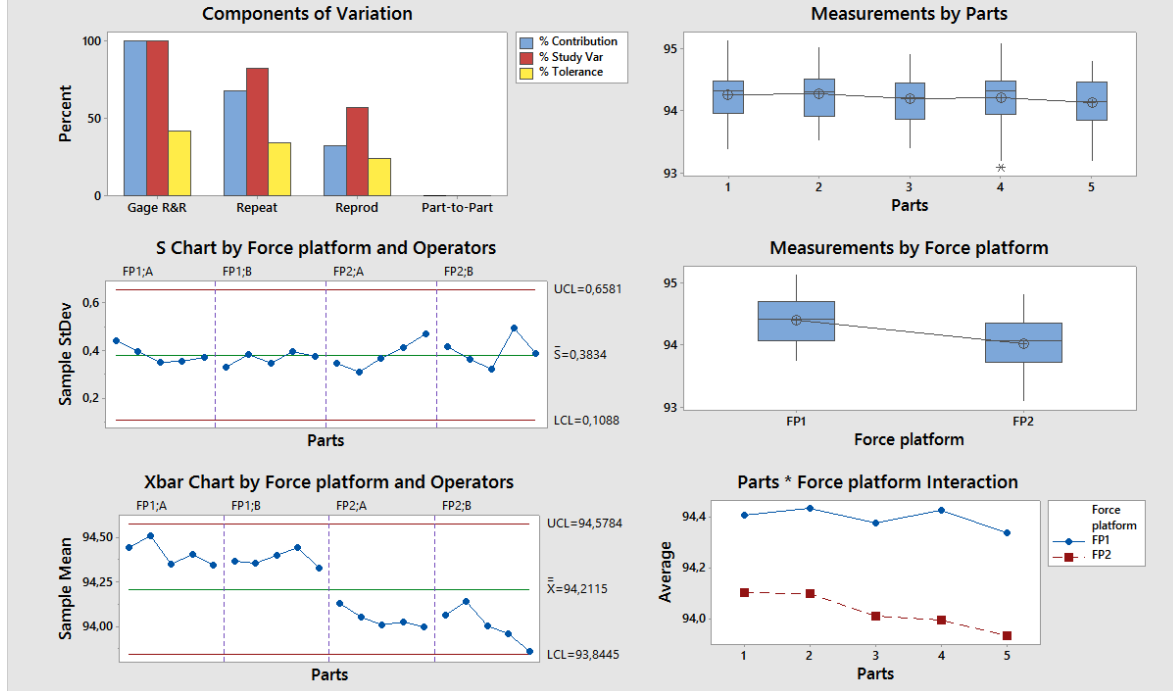 Components of Variation
100
50
0
Percent
Gage R&R
Repeat
Reprod
Part-to-Part
% Contribution
% Study Var
% Tolerance
Measurements by Parts
95
94
93
1
2
3
4
5
Parts
S Chart by Force platform and Operators
FP1;A
FP1;B
FP2;A
FP2;B
0,6
0,4
0,2
Sample StDev
UCL=0,6581
S=0,3834
LCL=0,1088
Parts
Measurements by Force platform
95
94
93
FP1
FP2
Force platform
Xbar Chart by Force platform and Operators
FP1;A
FP1;B
FP2;A
FP2;B
94,50
94,25
94,00
Sample Mean
UCL=94,5784
X=94,2115
LCL=93,8445
Parts
Parts * Force platform Interaction
94,4
94,2
94,0
Average
1
2
3
4
5
Parts
Force
platform
FP1
FP2